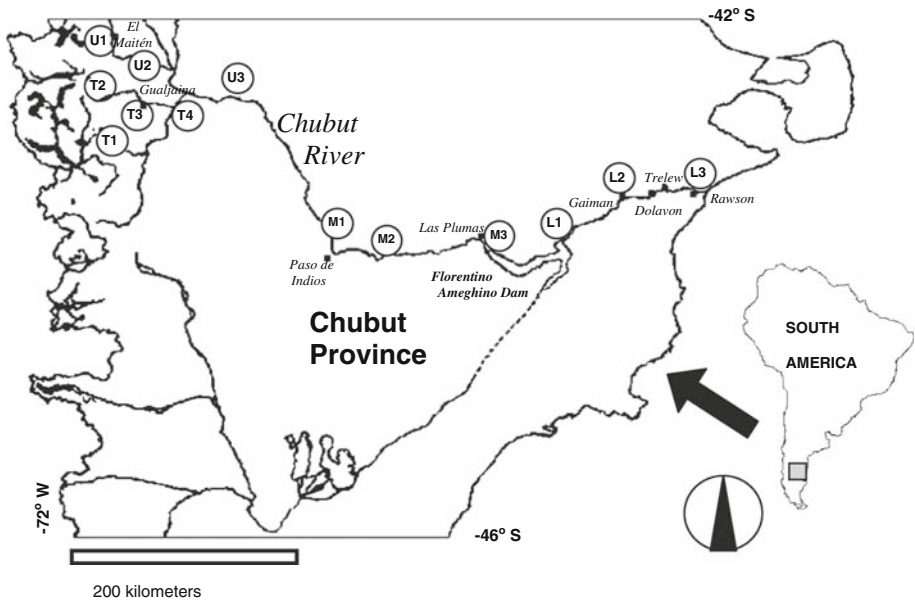 -42° S
U1
El
Maitén
U2
U3
T2
Gualjaina
T3
T4
T1
Chubut
River
M1
M2
Las Plumas
M3
L1
L2
Trelew
L3
Gaiman
Dolavon
Rawson
Paso de
Indios
Florentino
Ameghino Dam
Chubut
Province
SOUTH
AMERICA
-72° W
-46° S
200 kilometers